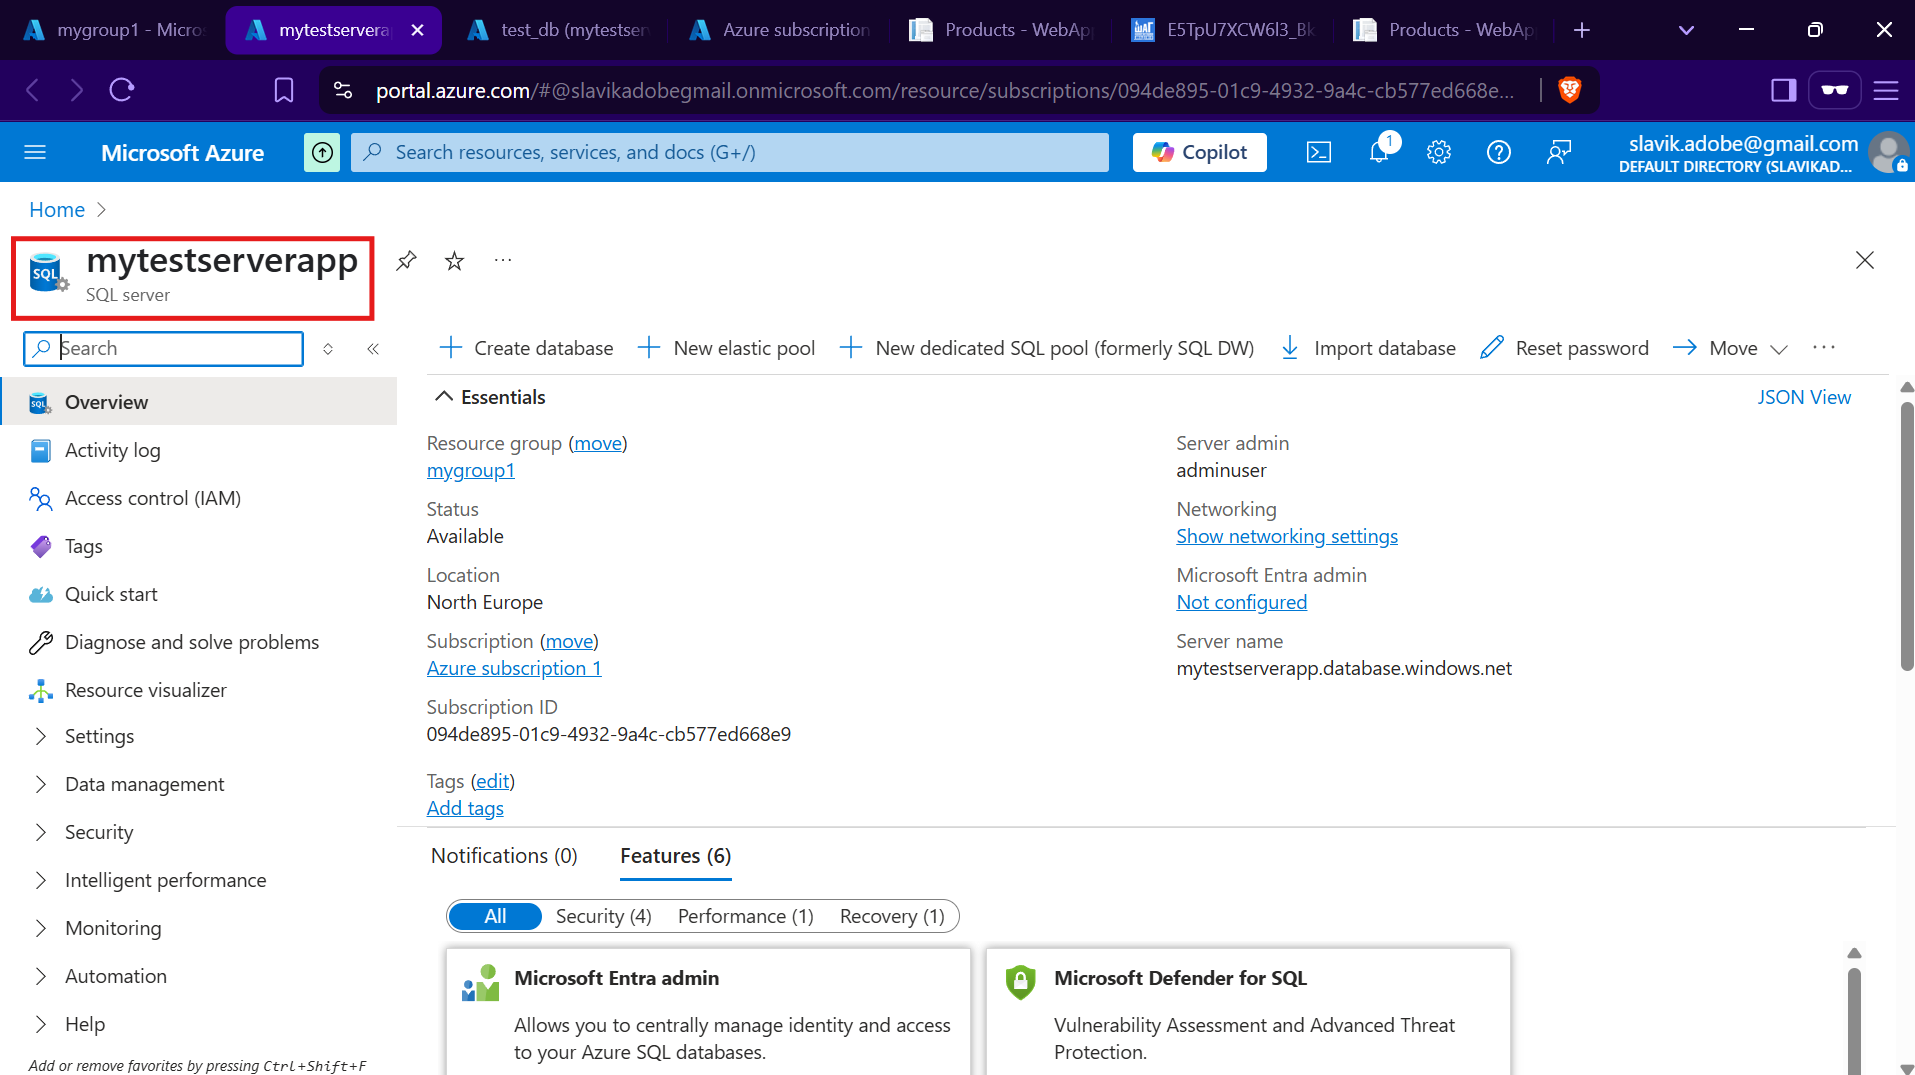 mygroup1 - Micros
mytestservera
test_db (mytestser
Azure subscription
Products - WebApp
E5TpU7XCW6l3_Bk
Products - WebApp
portal.azure.com/#@slavikadobegmail.onmicrosoft.com/resource/subscriptions/094de895-01c9-4932-9a4c-cb577ed668e...
Microsoft Azure
Search resources, services, and docs (G+/)
Copilot
1
slavik.adobe@gmail.com
DEFAULT DIRECTORY (SLAVIKAD...
Home
SQL
mytestserverapp
SQL server
Search
Create database
New elastic pool
New dedicated SQL pool (formerly SQL DW)
Import database
Reset password
Move
Overview
Activity log
Access control (IAM)
Tags
Quick start
Diagnose and solve problems
Resource visualizer
Settings
Data management
Security
Intelligent performance
Monitoring
Automation
Help
Add or remove favorites by pressing Ctrl+Shift+F
Essentials
JSON View
Resource group (move)
mygroup1
Status
Available
Location
North Europe
Subscription (move)
Azure subscription 1
Subscription ID
094de895-01c9-4932-9a4c-cb577ed668e9
Tags (edit)
Add tags
Server admin
adminuser
Networking
Show networking settings
Microsoft Entra admin
Not configured
Server name
mytestserverapp.database.windows.net
Notifications (0)
Features (6)
All
Security (4)
Performance (1)
Recovery (1)
Microsoft Entra admin
Allows you to centrally manage identity and access
to your Azure SQL databases.
Microsoft Defender for SQL
Vulnerability Assessment and Advanced Threat
Protection.